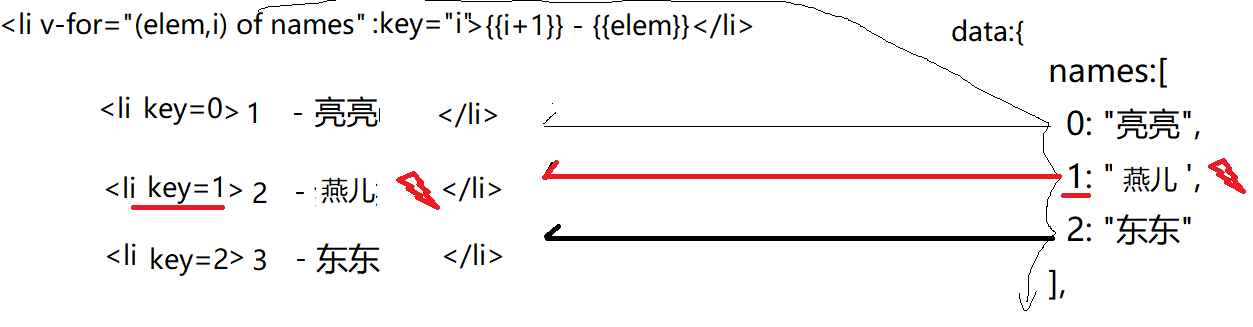 <li v-for="(elem,i) of names" :key="i">{{i+1}} - {{elem}}</li>
data:{
names:[
<li key=0> 1 - 亮亮 </li>
0: "亮亮",
<li key=1> 2 - 燕儿 </li>
1: " 燕儿 ',
<li key=2> 3 - 东东 </li>
2: "东东"
],